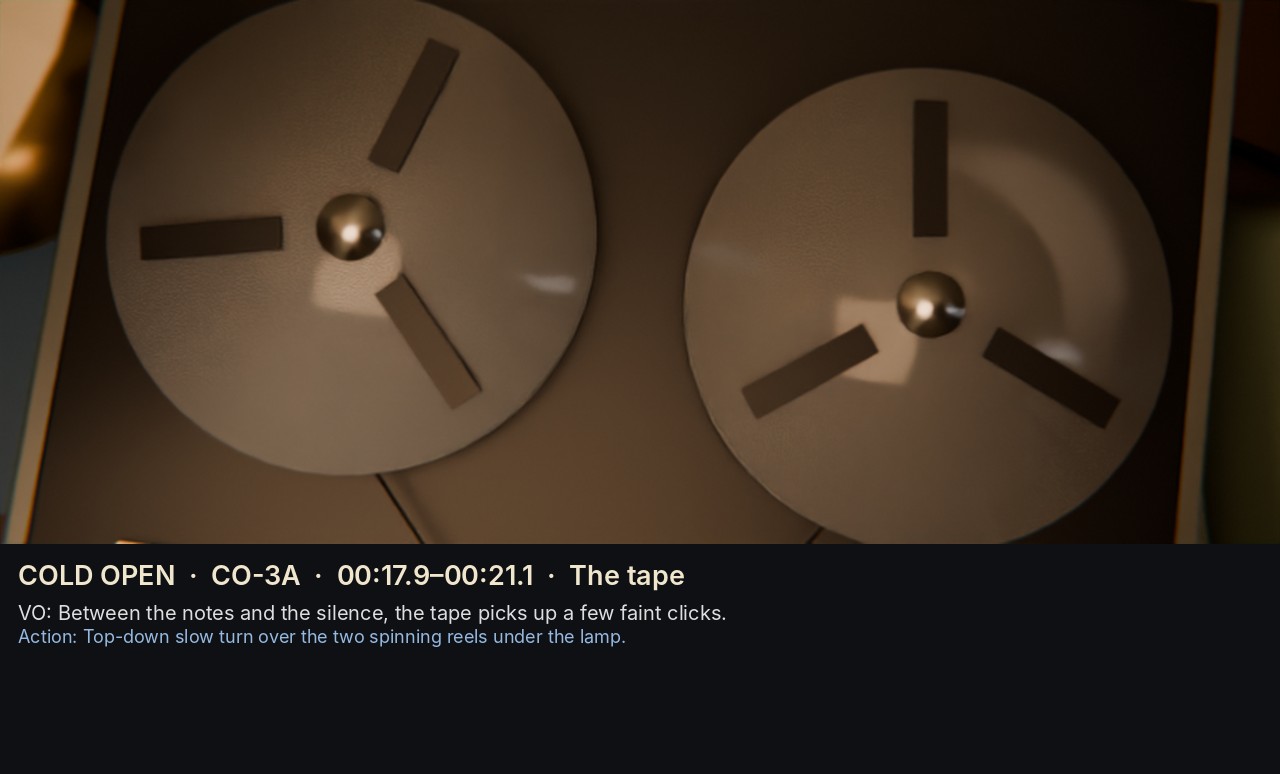 COLD OPEN · CO-3A · 00:17.9–00:21.1 · The tape
VO: Between the notes and the silence, the tape picks up a few faint clicks.
Action: Top-down slow turn over the two spinning reels under the lamp.